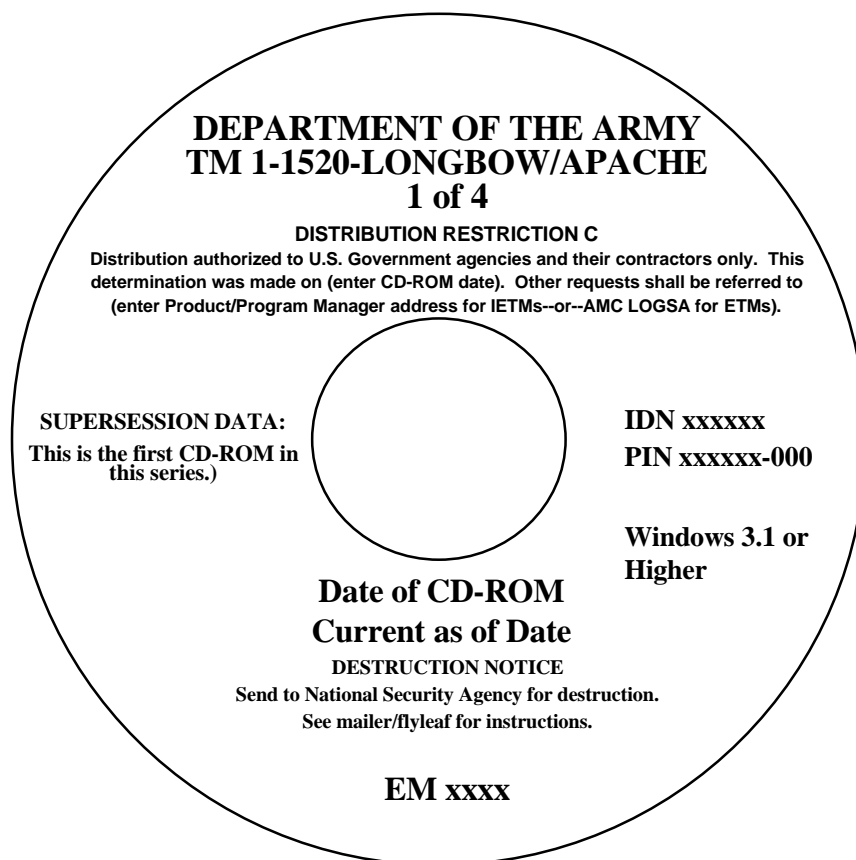 DEPARTMENT OF THE ARMY
TM 1-1520-LONGBOW/APACHE
1 of 4
DISTRIBUTION RESTRICTION C
Distribution authorized to U.S. Government agencies and their contractors only.  This
determination was made on (enter CD-ROM date).  Other requests shall be referred to
(enter Product/Program Manager address for IETMs--or--AMC LOGSA for ETMs).
SUPERSESSION DATA:
This is the first CD-ROM in
this series.)
IDN xxxxxx
PIN xxxxxx-000
Windows 3.1 or
Higher
Date of CD-ROM
Current as of Date
DESTRUCTION NOTICE
Send to National Security Agency for destruction.
See mailer/flyleaf for instructions.
EM xxxx